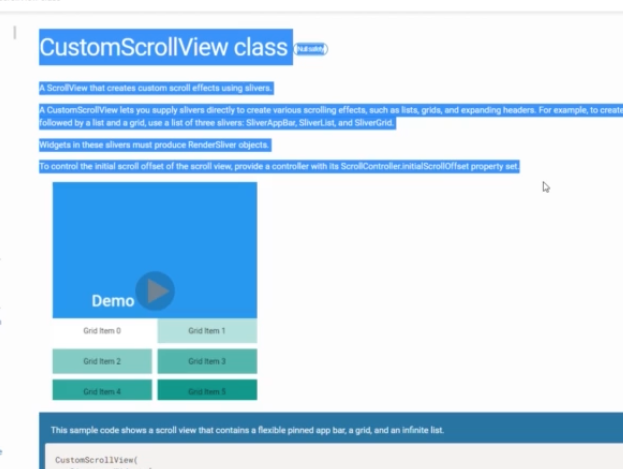 CustomScrollView class Null safety
A ScrollView that creates custom scroll effects using slivers.
A CustomScrollView lets you supply slivers directly to create various scrolling effects, such as lists, grids, and expanding headers. For example, to create
followed by a list and a grid, use a list of three slivers: SliverAppBar, SliverList, and SliverGrid.
Widgets in these slivers must produce RenderSliver objects.
To control the initial scroll offset of the scroll view, provide a controller with its ScrollController.initialScrollOffset property set.
Demo
Grid Item 0 Grid Item 1
Grid Item 2 Grid Item 3
Grid Item 4 Grid Item 5
This sample code shows a scroll view that contains a flexible pinned app bar, a grid, and an infinite list.
CustomScrollView(